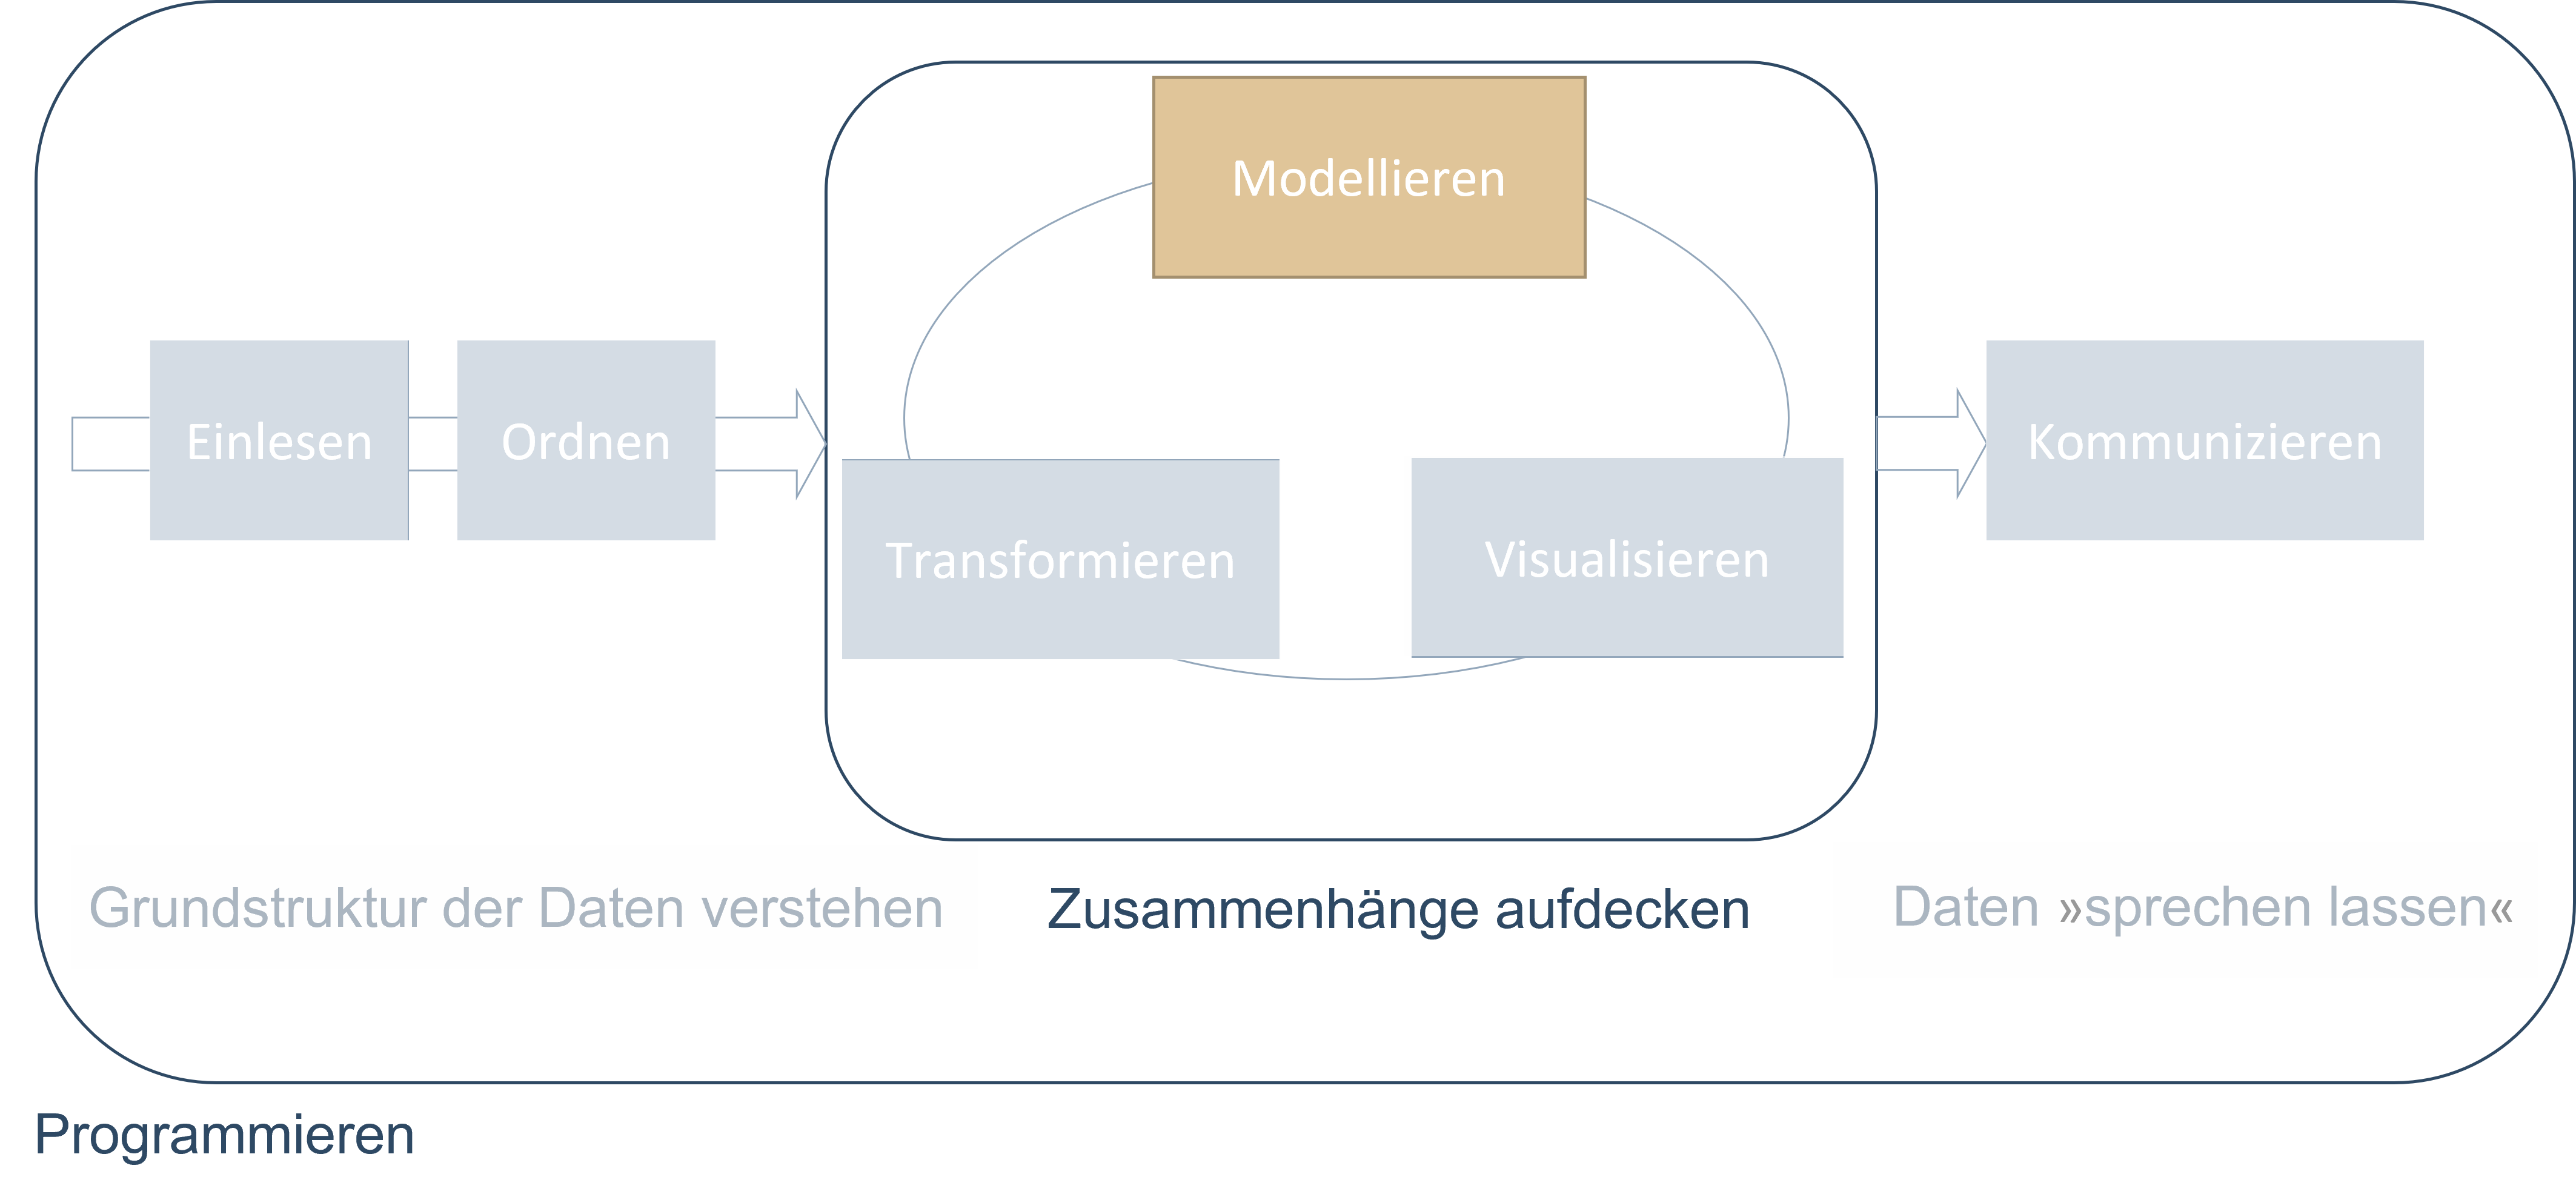 Modellieren
Einlesen
Ordnen
Transformieren
Visualisieren
Kommunizieren
Grundstruktur der Daten verstehen
Zusammenhänge aufdecken
Daten »sprechen lassen«
Programmieren